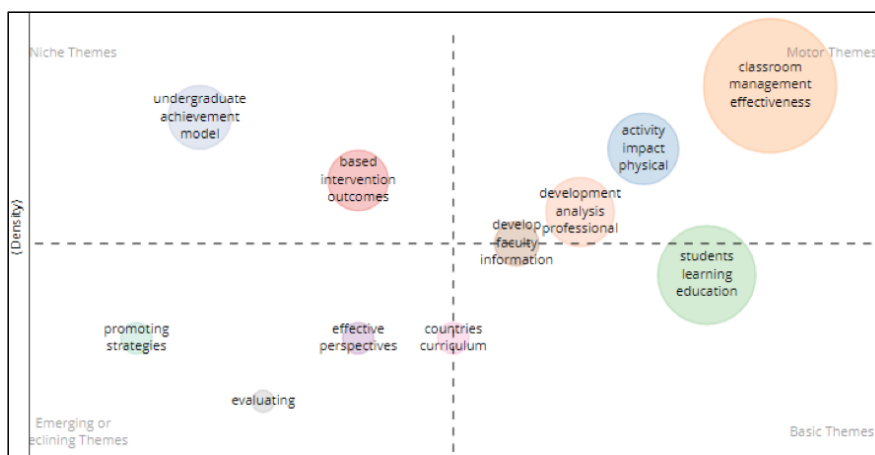 Niche Themes
Motor Themes
classroom
management
effectiveness
undergraduate
achievement
model
activity
impact
physical
based
intervention
outcomes
development
analysis
professional
develop
faculty
information
students
learning
education
(Density)
promoting
strategies
effective
perspectives
countries
curriculum
evaluating
Emerging or
eclining Themes
Basic Themes